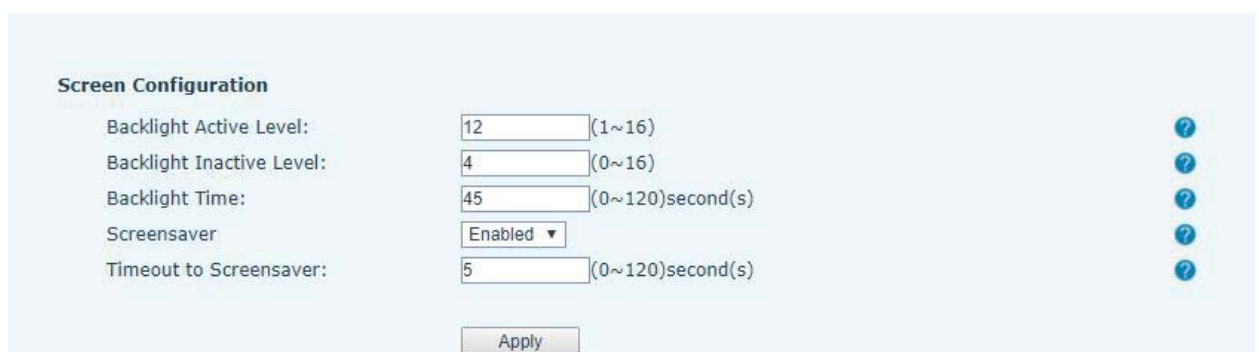 Screen Configuration
Backlight Active Level: 12 (1~16) ?
Backlight Inactive Level: 4 (0~16) ?
Backlight Time: 45 (0~120)second(s) ?
Screensaver Enabled ▼ ?
Timeout to Screensaver: 5 (0~120)second(s) ?
Apply